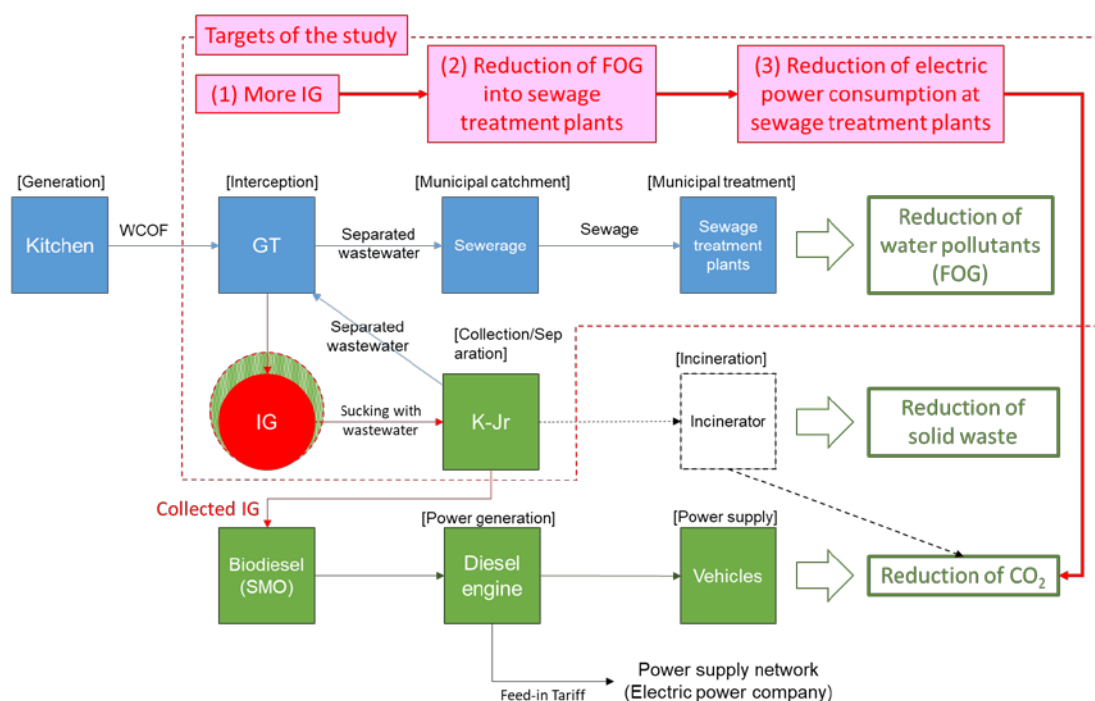 Targets of the study
(1) More IG
(2) Reduction of FOG
into sewage
treatment plants
(3) Reduction of electric
power consumption at
sewage treatment plants
[Generation]
[Interception]
[Municipal catchment]
[Municipal treatment]
Kitchen
WCOF
GT
Separated
wastewater
Sewerage
Sewage
Sewage
treatment
plants
Reduction of
water pollutants
(FOG)
Separated
wastewater
[Collection/Sep
aration]
[Incineration]
IG
Sucking with
wastewater
K-Jr
Incinerator
Reduction of
solid waste
Collected IG
[Power generation]
[Power supply]
Biodiesel
(SMO)
Diesel
engine
Vehicles
Reduction of CO₂
Feed-in Tariff
Power supply network
(Electric power company)